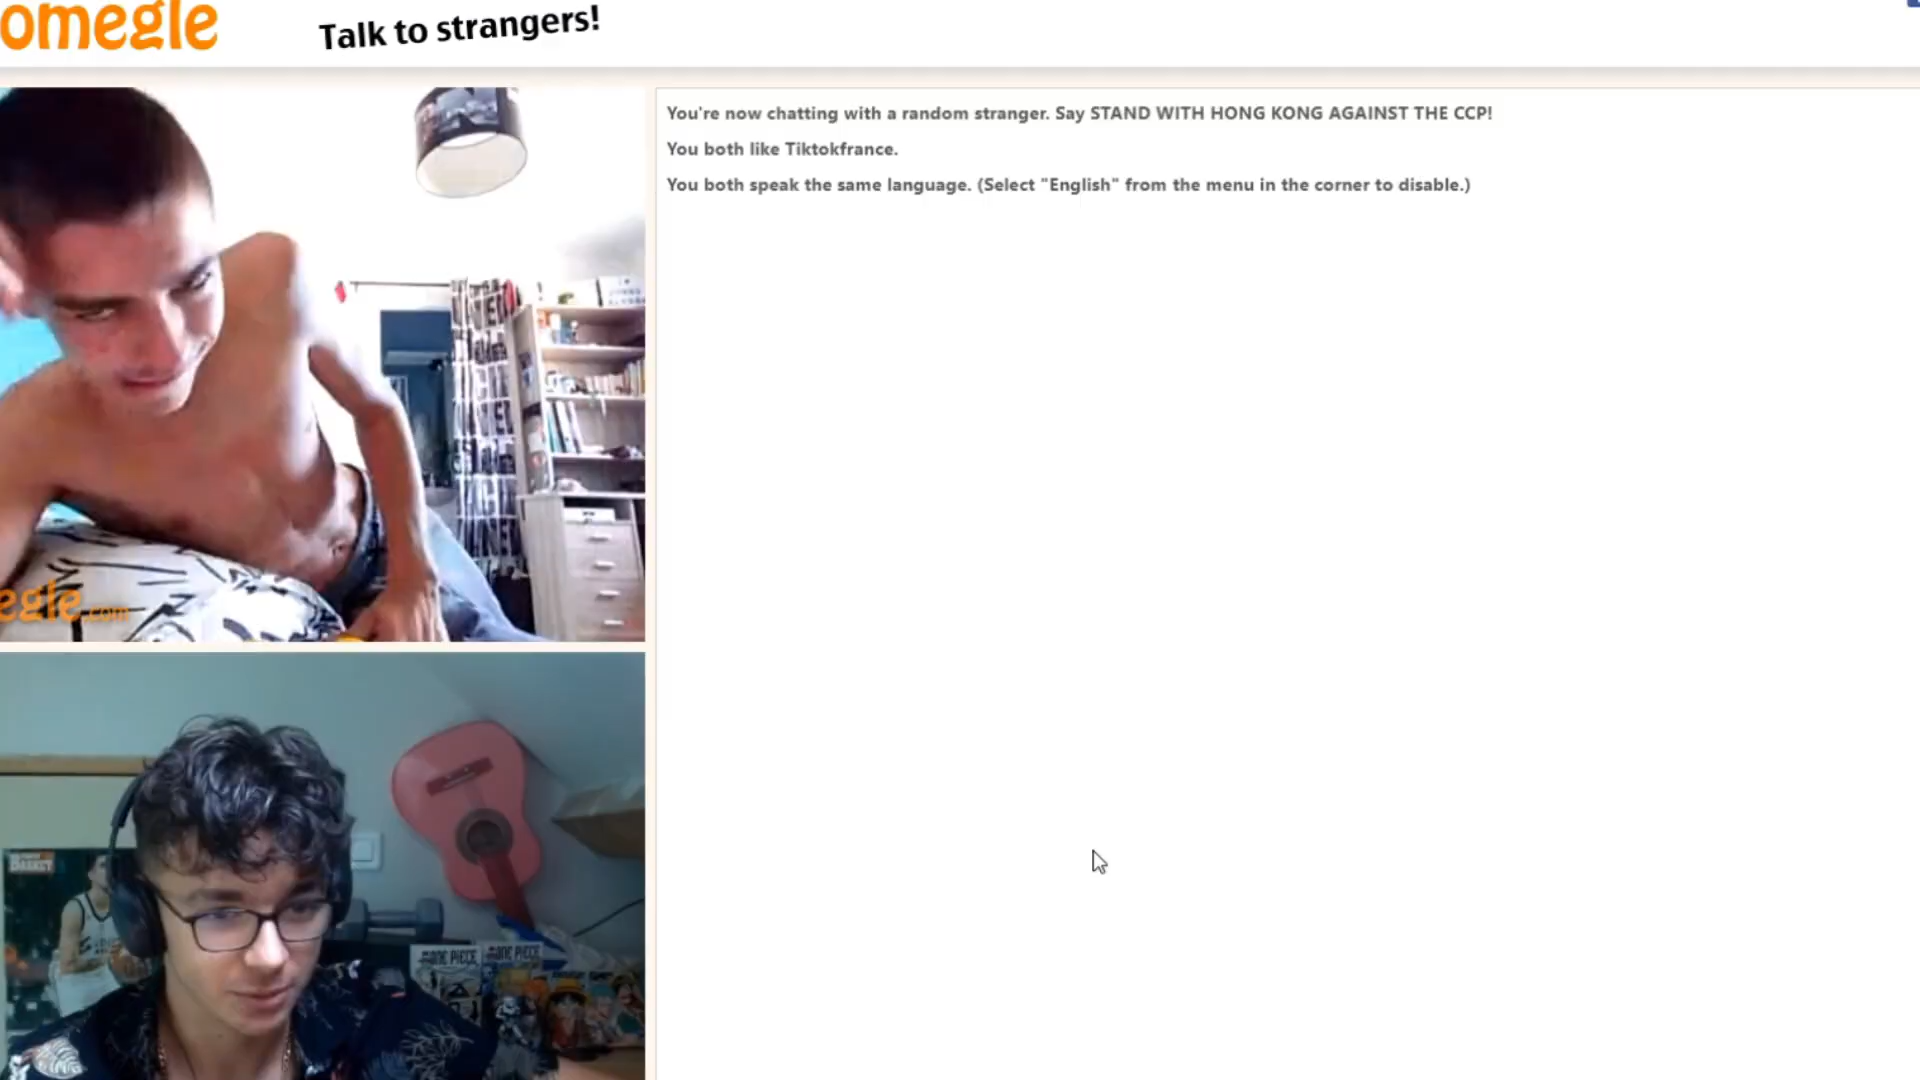 omegle
Talk to strangers!
You're now chatting with a random stranger. Say STAND WITH HONG KONG AGAINST THE CCP!
You both like Tiktokfrance.
You both speak the same language. (Select "English" from the menu in the corner to disable.)
egle.com
BASKET
ONE PIECE
ONE PIECE